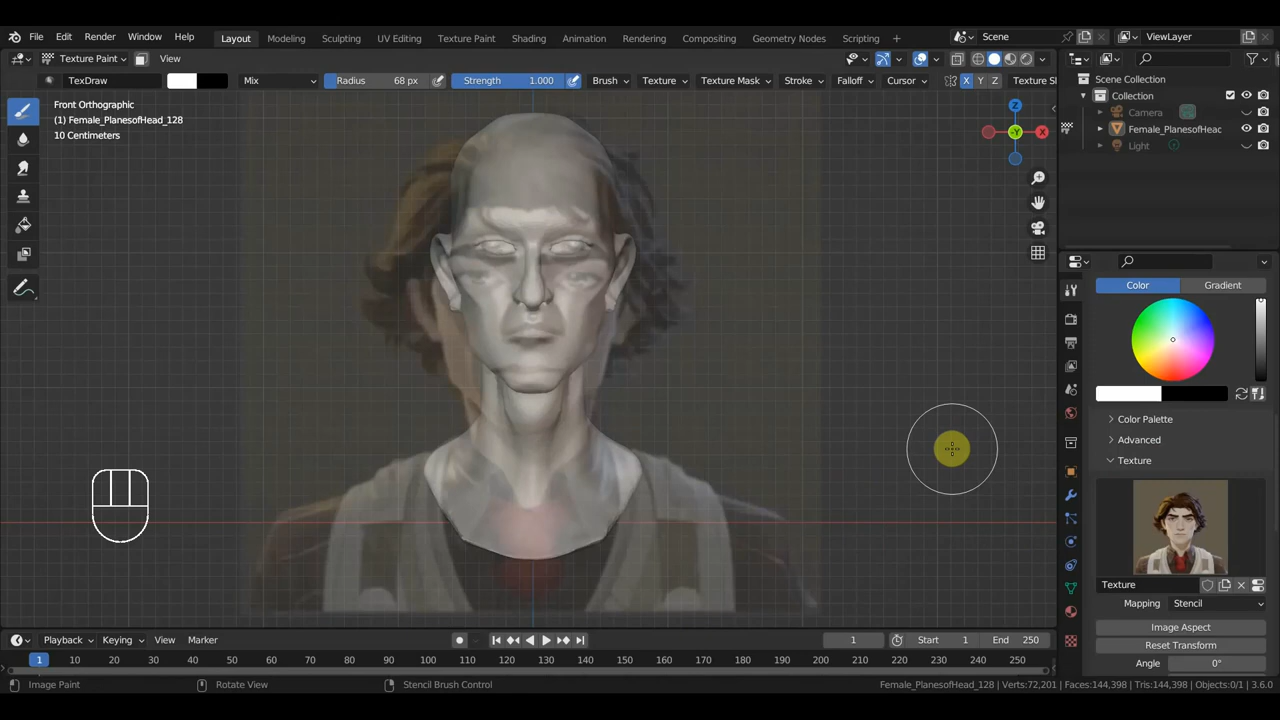 File Edit Render Window Help Layout Modeling Sculpting UV Editing Texture Paint Shading Animation Rendering Compositing Geometry Nodes Scripting + Scene ViewLayer
Texture Paint View
TexDraw Mix Radius 68 px Strength 1.000 Brush Texture Texture Mask Stroke Falloff Cursor X Y Z Texture Sl
Front Orthographic
(1) Female_PlanesofHead_128
10 Centimeters
Z
-Y
X
Scene Collection
Collection
Camera
Female_PlanesofHeac
Light
Color Gradient
Color Palette
Advanced
Texture
Texture
Mapping Stencil
Image Aspect
Reset Transform
Angle 0°
Playback Keying View Marker 1 Start 1 End 250
1 10 20 30 40 50 60 70 80 90 100 110 120 130 140 150 160 170 180 190 200 210 220 230 240 250
Image Paint Rotate View Stencil Brush Control Female_PlanesofHead_128 | Verts:72,201 | Faces:144,398 | Tris:144,398 | Objects:0/1 | 3.6.0